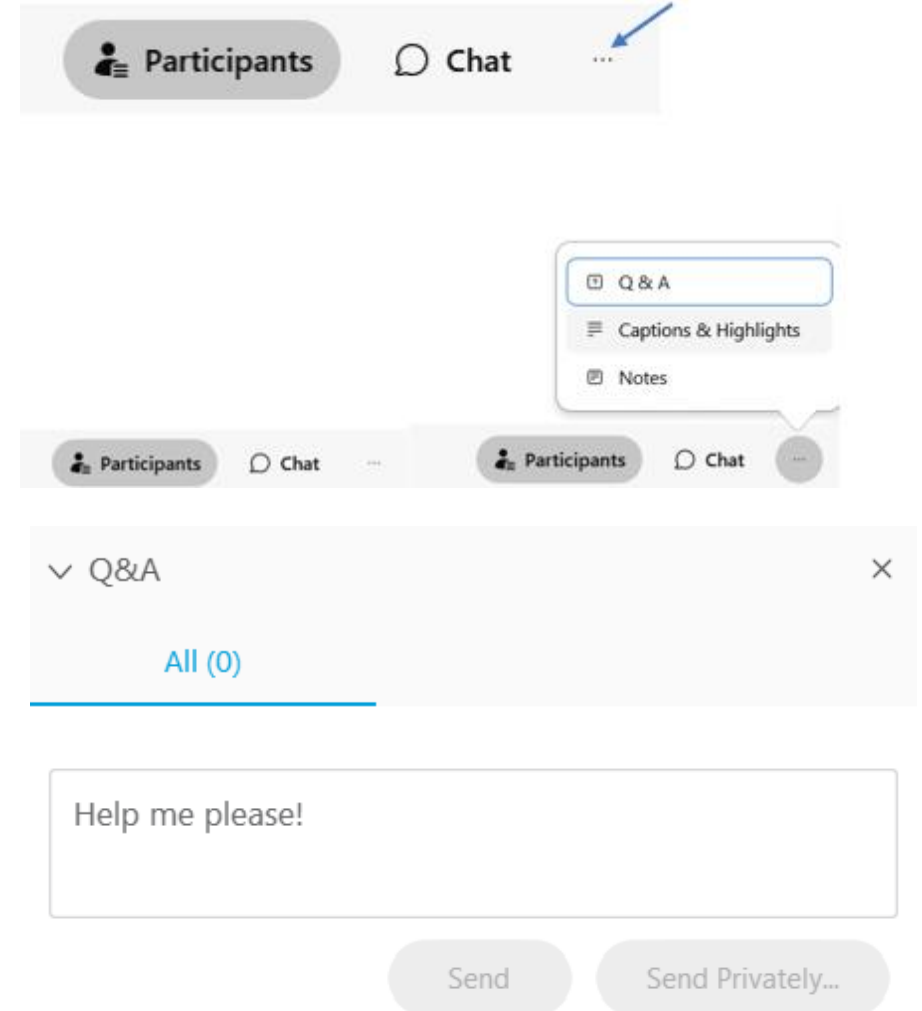 Participants Chat ...
Q & A
Captions & Highlights
Notes
Participants Chat ... Participants Chat ...
Q&A
All (0)
Help me please!
Send Send Privately...